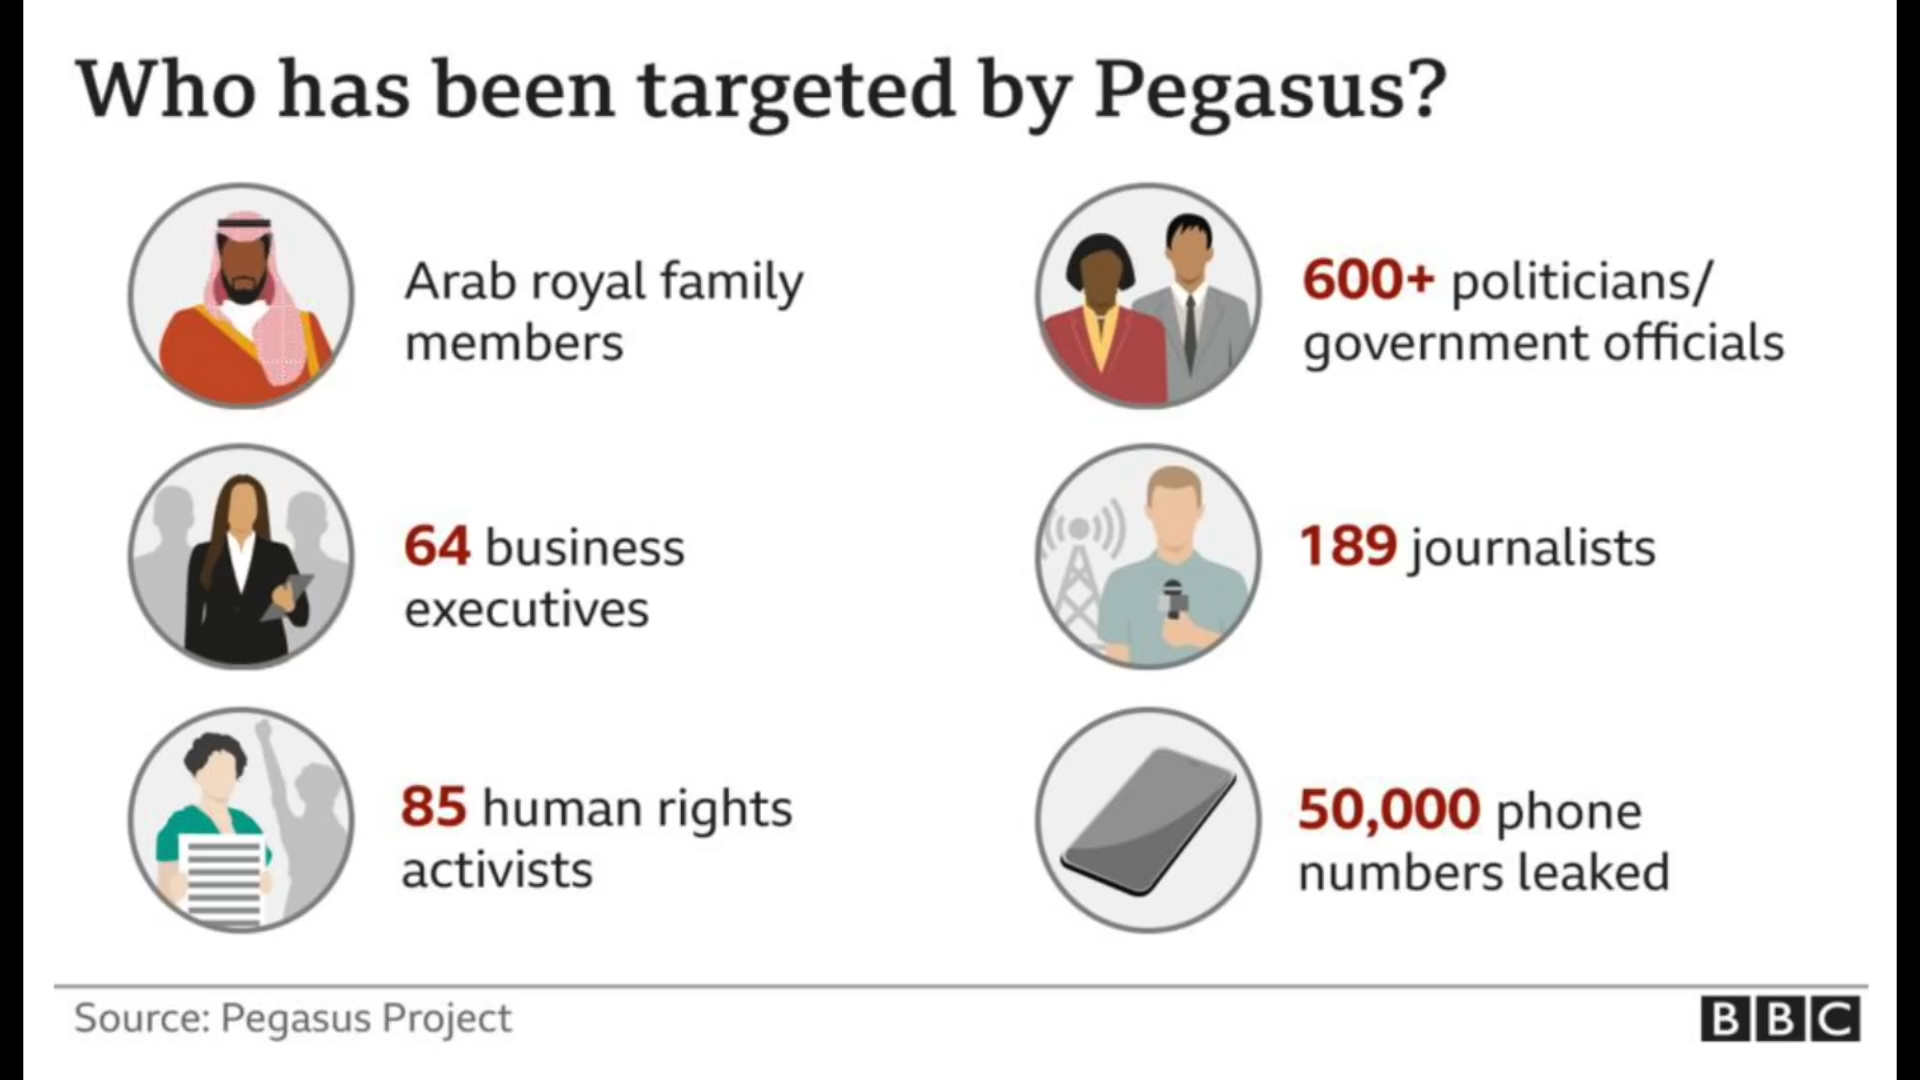 Who has been targeted by Pegasus?
Arab royal family
members
600+ politicians/
government officials
64 business
executives
189 journalists
85 human rights
activists
50,000 phone
numbers leaked
Source: Pegasus Project
BBC